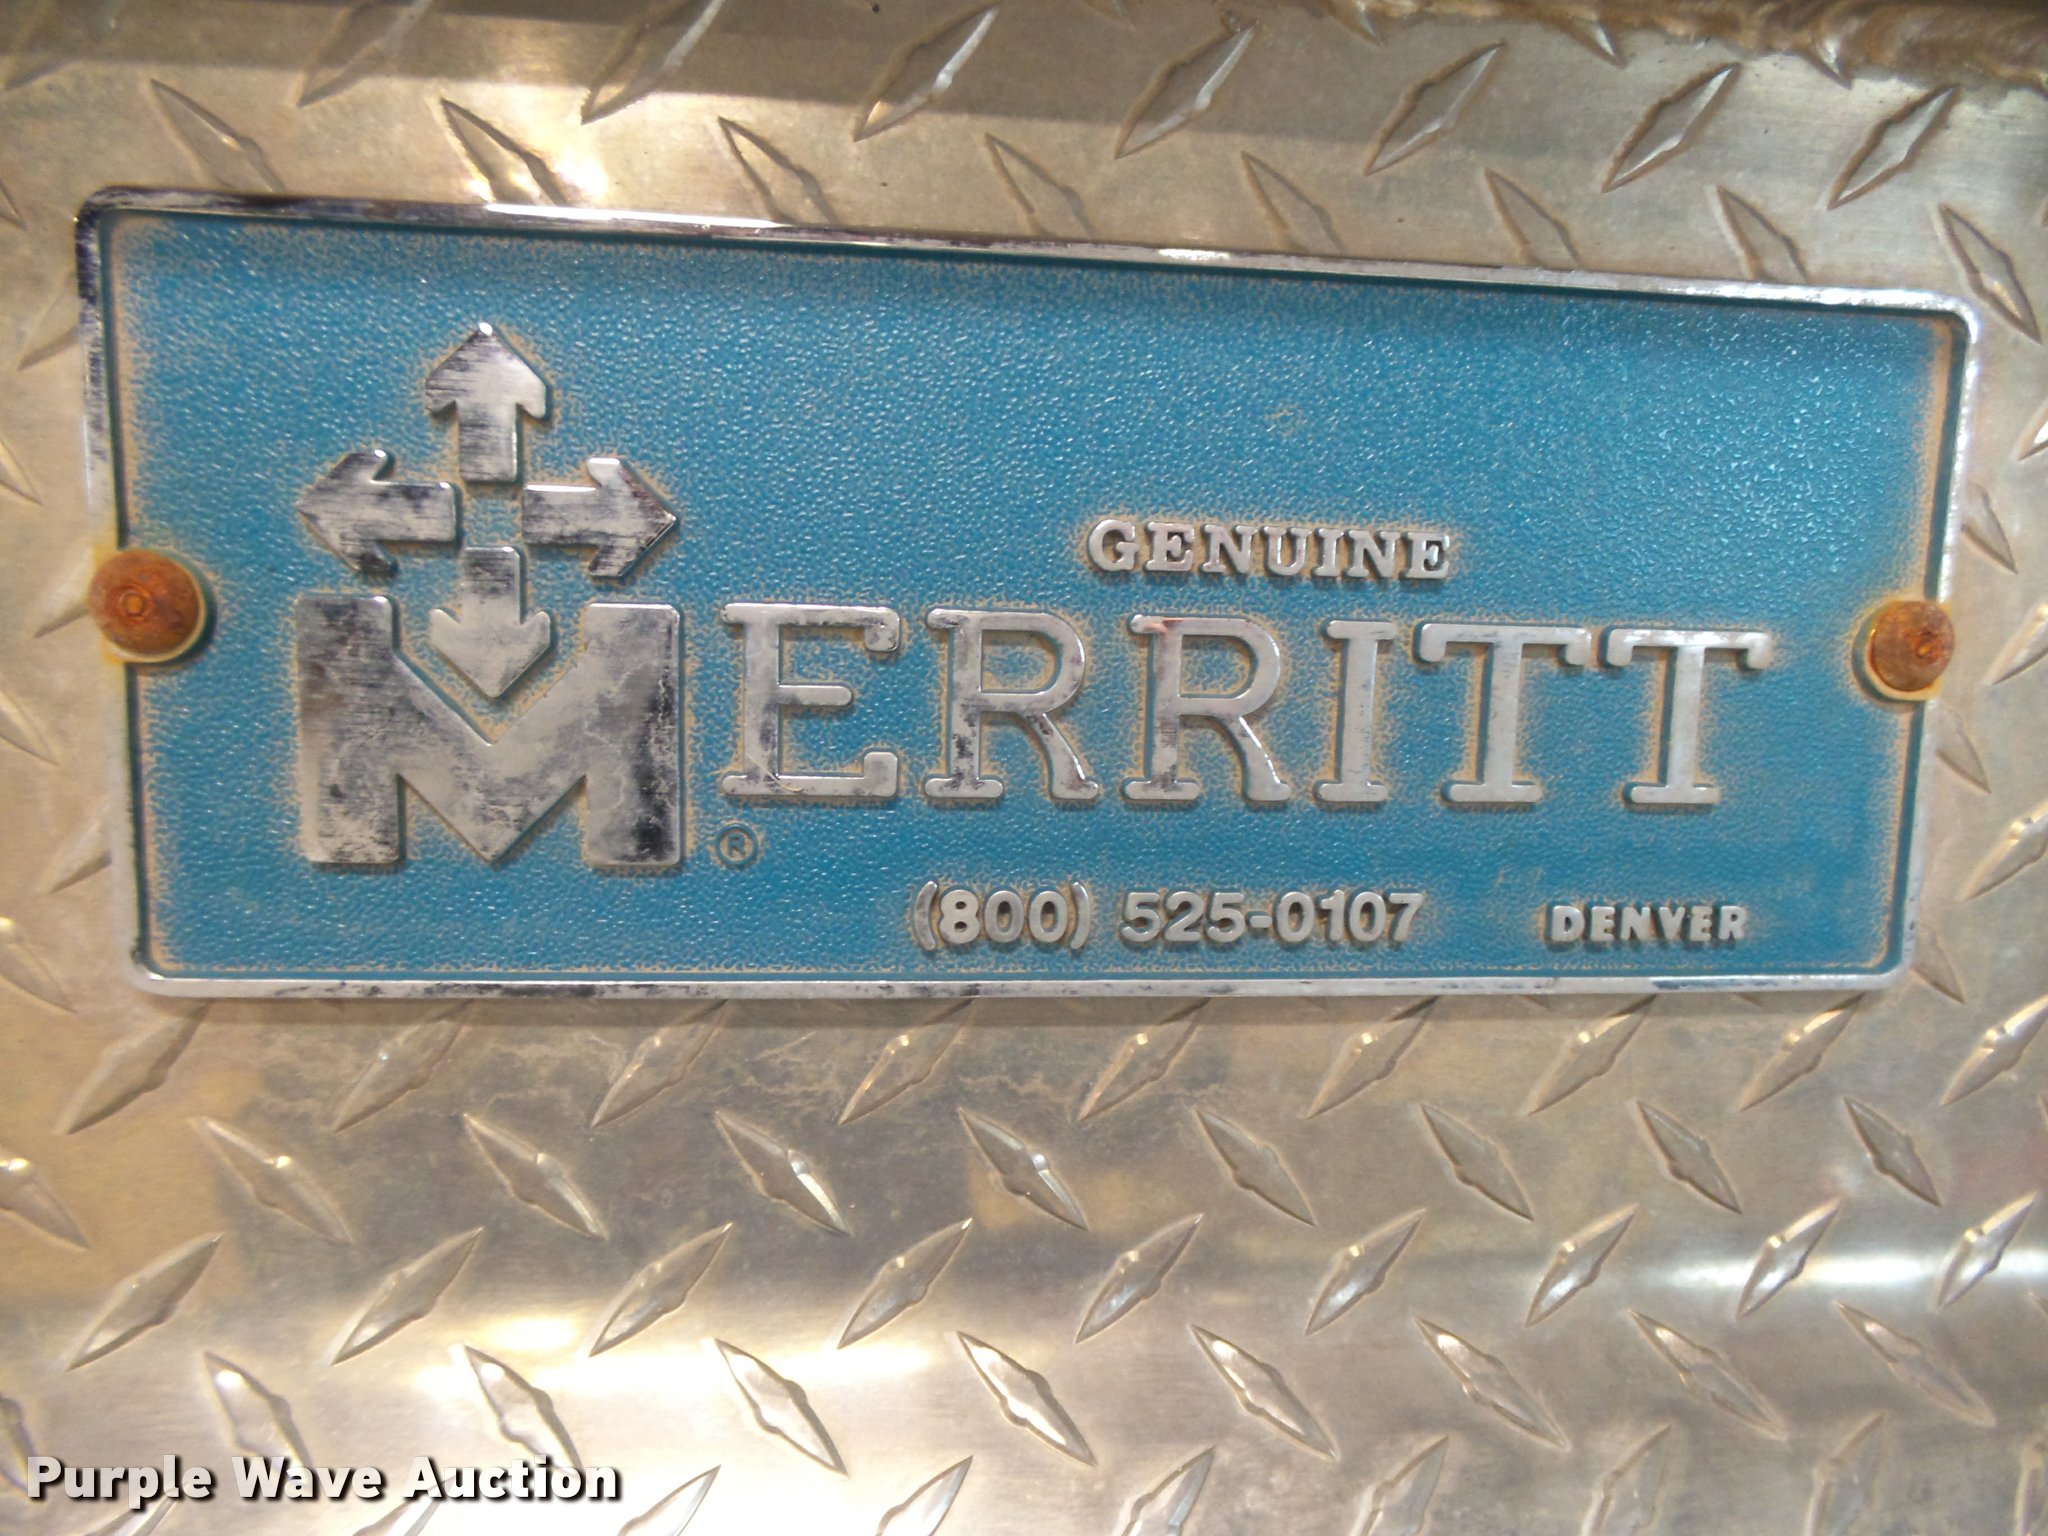 GENUINE
MERRITT
®
(800) 525-0107 DENVER
Purple Wave Auction